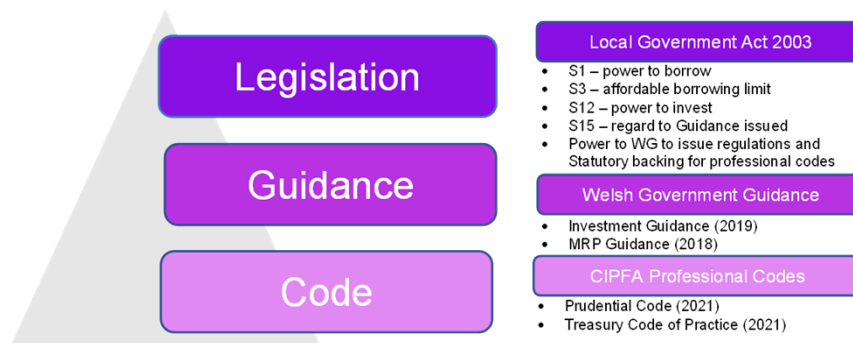 Legislation
Local Government Act 2003
• S1 – power to borrow
• S3 – affordable borrowing limit
• S12 – power to invest
• S15 – regard to Guidance issued
• Power to WG to issue regulations and
Statutory backing for professional codes
Guidance
Welsh Government Guidance
• Investment Guidance (2019)
• MRP Guidance (2018)
Code
CIPFA Professional Codes
• Prudential Code (2021)
• Treasury Code of Practice (2021)